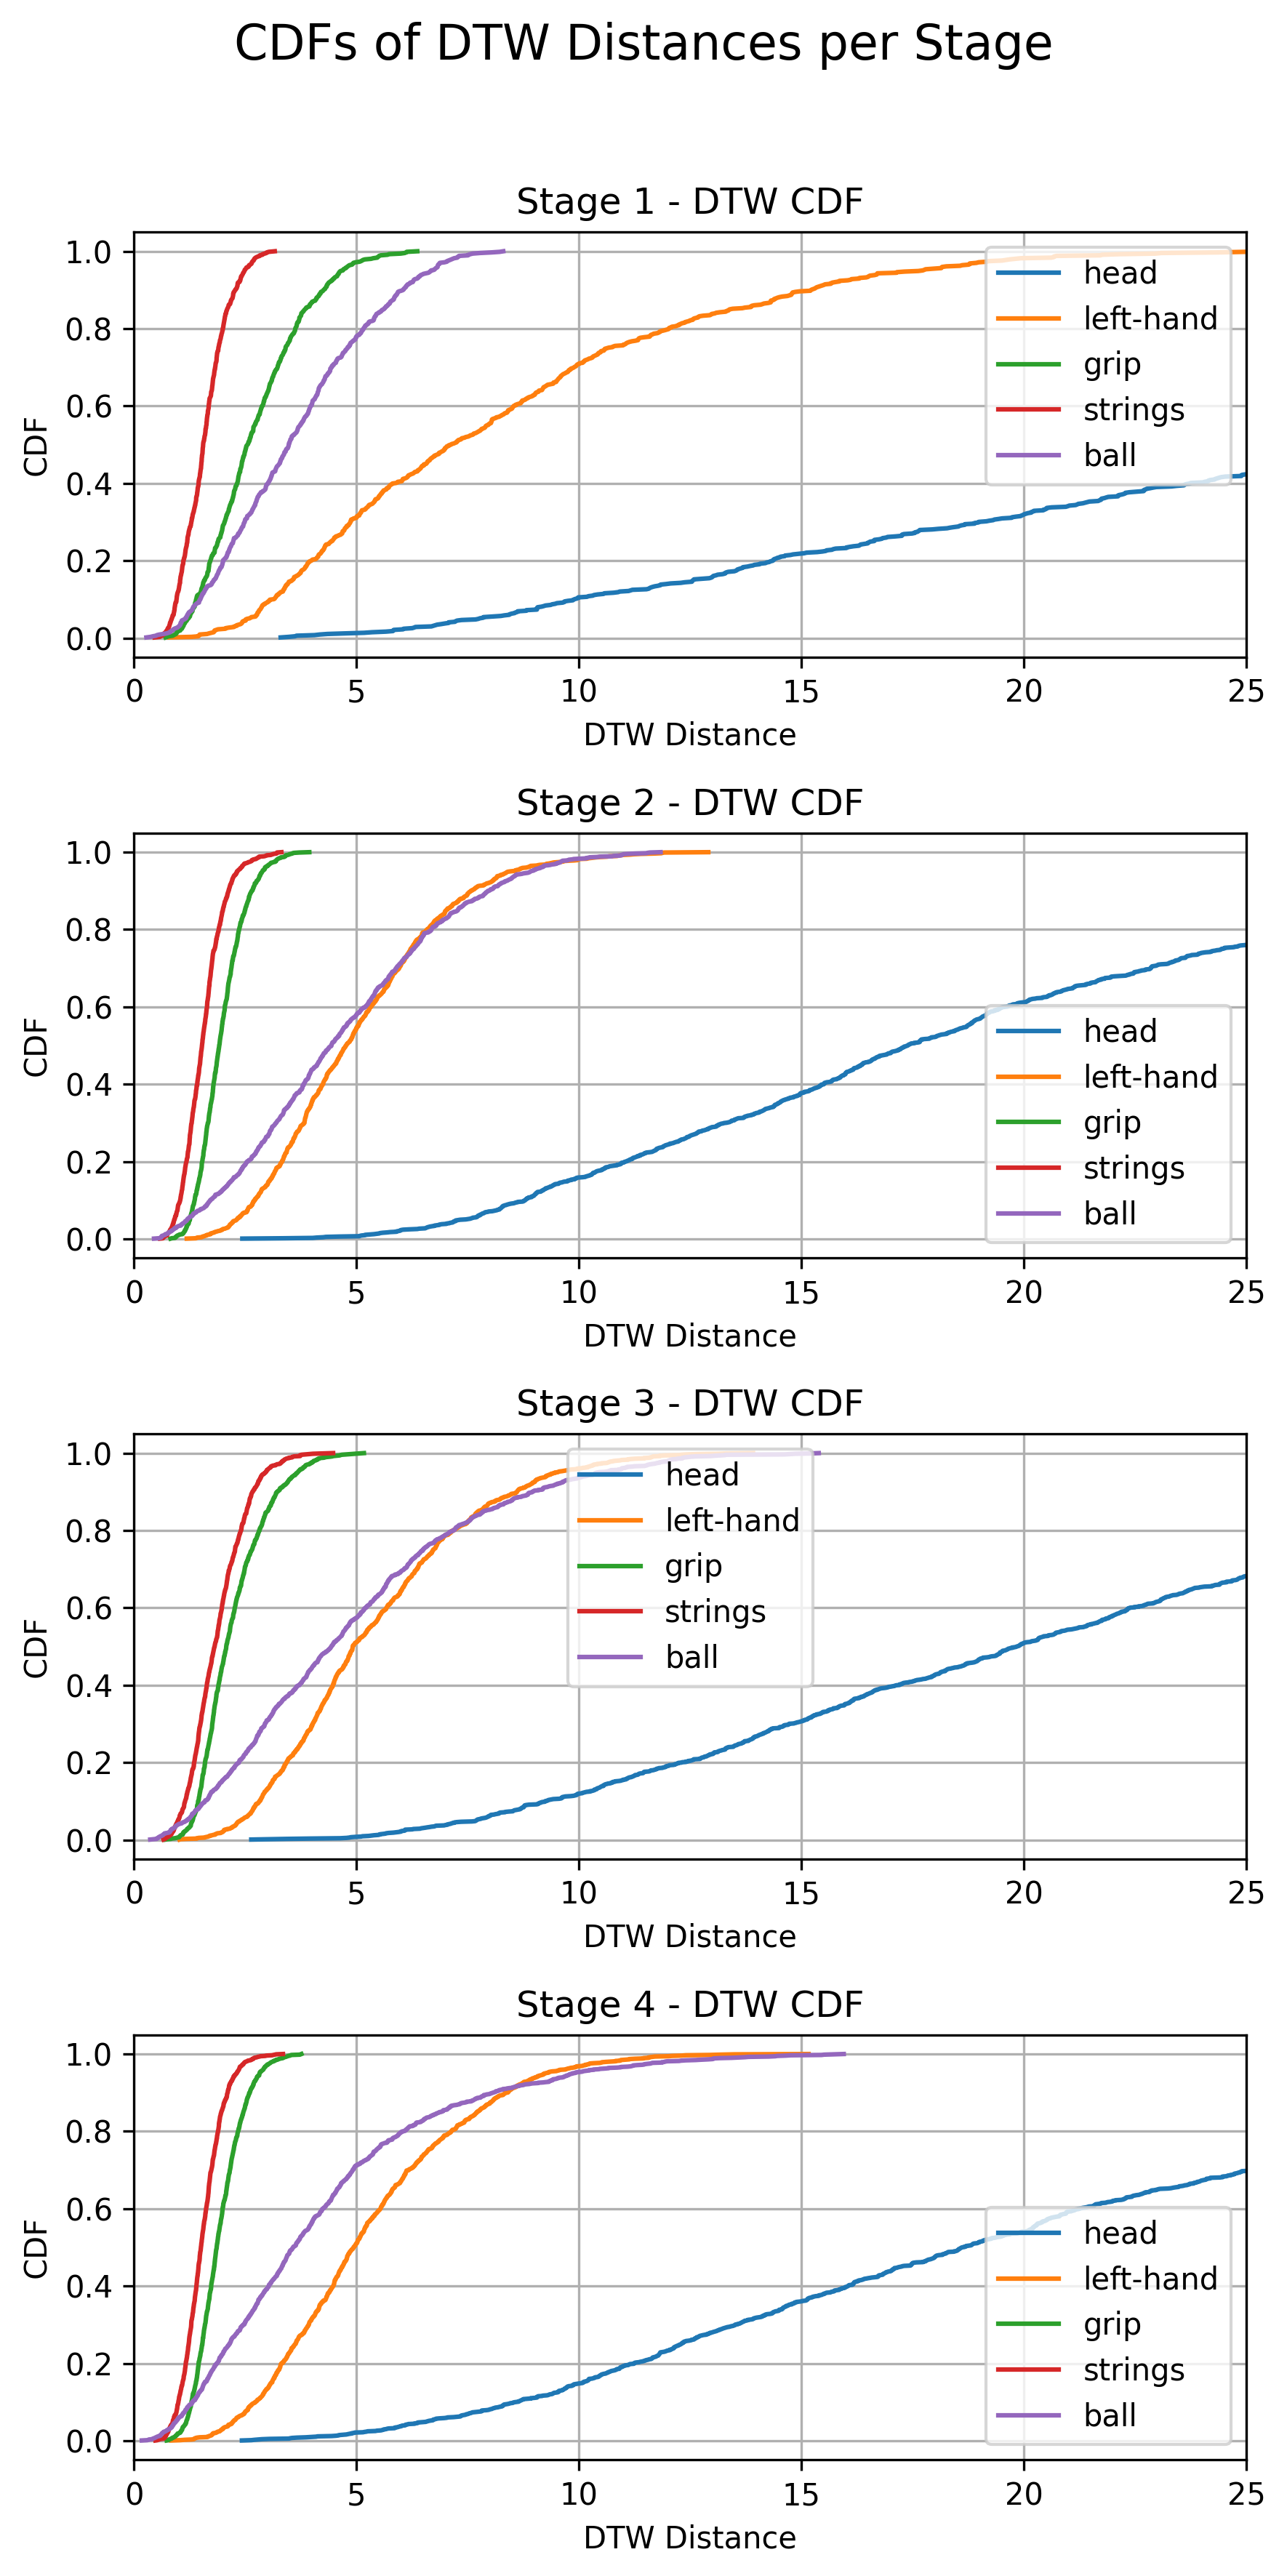 CDFs of DTW Distances per Stage
Stage 1 - DTW CDF
1.0
0.8
0.6
0.4
0.2
0.0
CDF
head
left-hand
grip
strings
ball
0 5 10 15 20 25
DTW Distance
Stage 2 - DTW CDF
1.0
0.8
0.6
0.4
0.2
0.0
CDF
head
left-hand
grip
strings
ball
0 5 10 15 20 25
DTW Distance
Stage 3 - DTW CDF
1.0
0.8
0.6
0.4
0.2
0.0
CDF
head
left-hand
grip
strings
ball
0 5 10 15 20 25
DTW Distance
Stage 4 - DTW CDF
1.0
0.8
0.6
0.4
0.2
0.0
CDF
head
left-hand
grip
strings
ball
0 5 10 15 20 25
DTW Distance